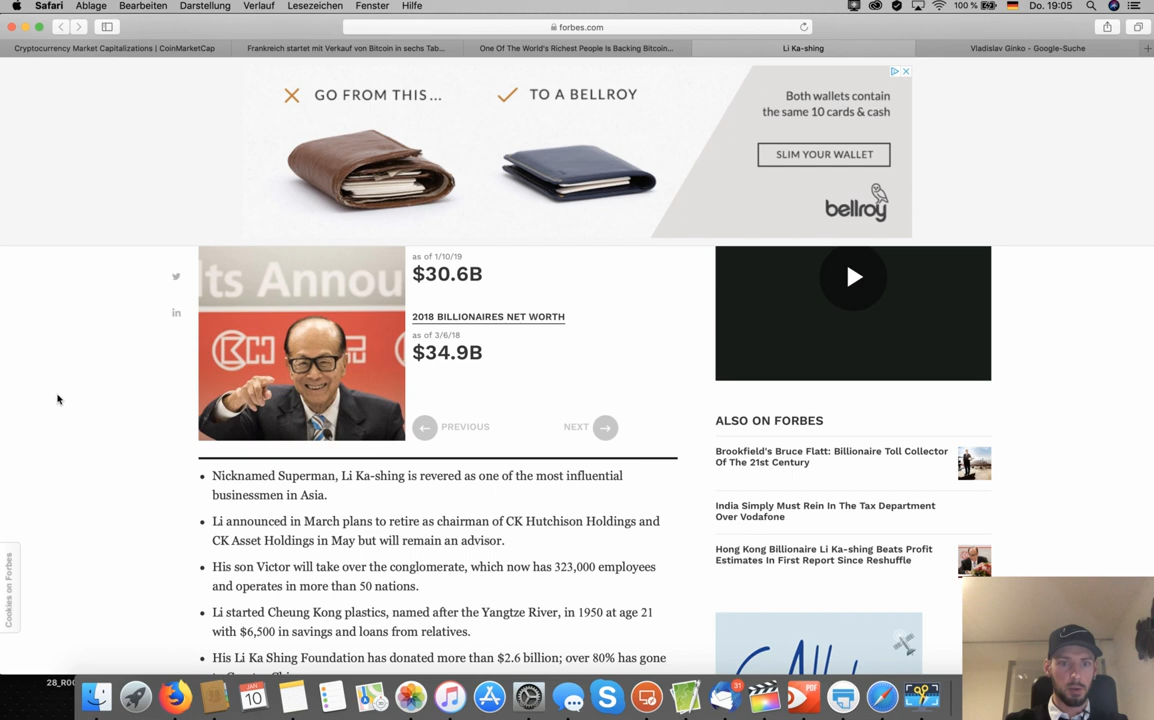 Safari Ablage Bearbeiten Darstellung Verlauf Lesezeichen Fenster Hilfe 100 % Do. 19:05
forbes.com
Cryptocurrency Market Capitalizations | CoinMarketCap
Frankreich startet mit Verkauf von Bitcoin in sechs Tab...
One Of The World's Richest People Is Backing Bitcoin...
Li Ka-shing
Vladislav Ginko - Google-Suche
GO FROM THIS...
TO A BELLROY
Both wallets contain
the same 10 cards & cash
SLIM YOUR WALLET
bellroy
lts Annou
as of 1/10/19
$30.6B
2018 BILLIONAIRES NET WORTH
as of 3/6/18
$34.9B
PREVIOUS
NEXT
Nicknamed Superman, Li Ka-shing is revered as one of the most influential
businessmen in Asia.
Li announced in March plans to retire as chairman of CK Hutchison Holdings and
CK Asset Holdings in May but will remain an advisor.
His son Victor will take over the conglomerate, which now has 323,000 employees
and operates in more than 50 nations.
Li started Cheung Kong plastics, named after the Yangtze River, in 1950 at age 21
with $6,500 in savings and loans from relatives.
His Li Ka Shing Foundation has donated more than $2.6 billion; over 80% has gone
ALSO ON FORBES
Brookfield's Bruce Flatt: Billionaire Toll Collector
Of The 21st Century
India Simply Must Rein In The Tax Department
Over Vodafone
Hong Kong Billionaire Li Ka-shing Beats Profit
Estimates In First Report Since Reshuffle
Cookies on Forbes
JAN
10
31
PDF